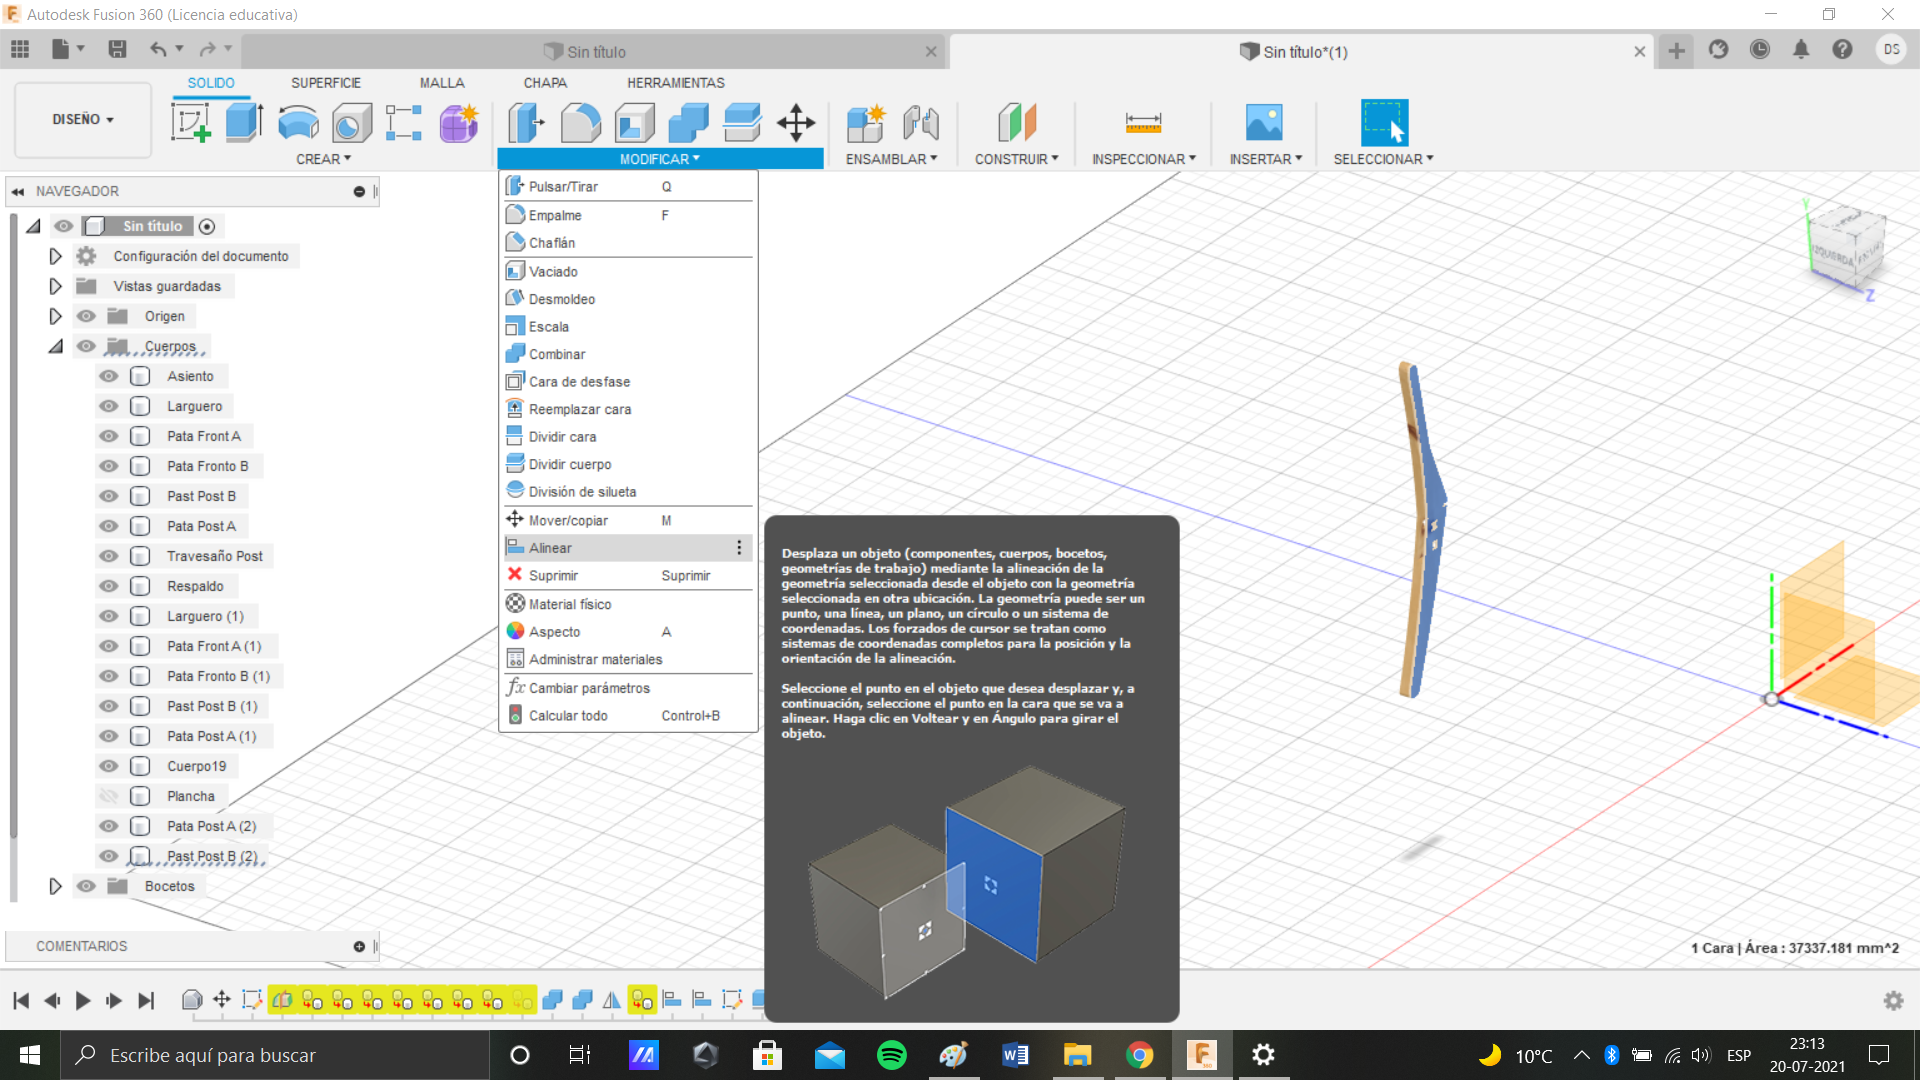 Autodesk Fusion 360 (Licencia educativa)
Sin título
Sin título*(1)
DS
SOLIDO
SUPERFICIE
MALLA
CHAPA
HERRAMIENTAS
DISEÑO
CREAR
MODIFICAR
ENSAMBLAR
CONSTRUIR
INSPECCIONAR
INSERTAR
SELECCIONAR
NAVEGADOR
Sin título
Configuración del documento
Vistas guardadas
Origen
Cuerpos
Asiento
Larguero
Pata Front A
Pata Fronto B
Past Post B
Pata Post A
Travesaño Post
Respaldo
Larguero (1)
Pata Front A (1)
Pata Fronto B (1)
Past Post B (1)
Pata Post A (1)
Cuerpo19
Plancha
Pata Post A (2)
Past Post B (2)
Bocetos
COMENTARIOS
Pulsar/Tirar Q
Empalme F
Chaflán
Vaciado
Desmoldeo
Escala
Combinar
Cara de desfase
Reemplazar cara
Dividir cara
Dividir cuerpo
División de silueta
Mover/copiar M
Alinear
Suprimir Suprimir
Material físico
Aspecto A
Administrar materiales
fx Cambiar parámetros
Calcular todo Control+B
Desplaza un objeto (componentes, cuerpos, bocetos,
geometrías de trabajo) mediante la alineación de la
geometría seleccionada desde el objeto con la geometría
seleccionada en otra ubicación. La geometría puede ser un
punto, una línea, un plano, un círculo o un sistema de
coordenadas. Los forzados de cursor se tratan como
sistemas de coordenadas completos para la posición y la
orientación de la alineación.
Seleccione el punto en el objeto que desea desplazar y, a
continuación, seleccione el punto en la cara que se va a
alinear. Haga clic en Voltear y en Ángulo para girar el
objeto.
Y
IZQUIERDA
Z
1 Cara | Área : 37337.181 mm^2
Escribe aquí para buscar
10°C
ESP
23:13
20-07-2021